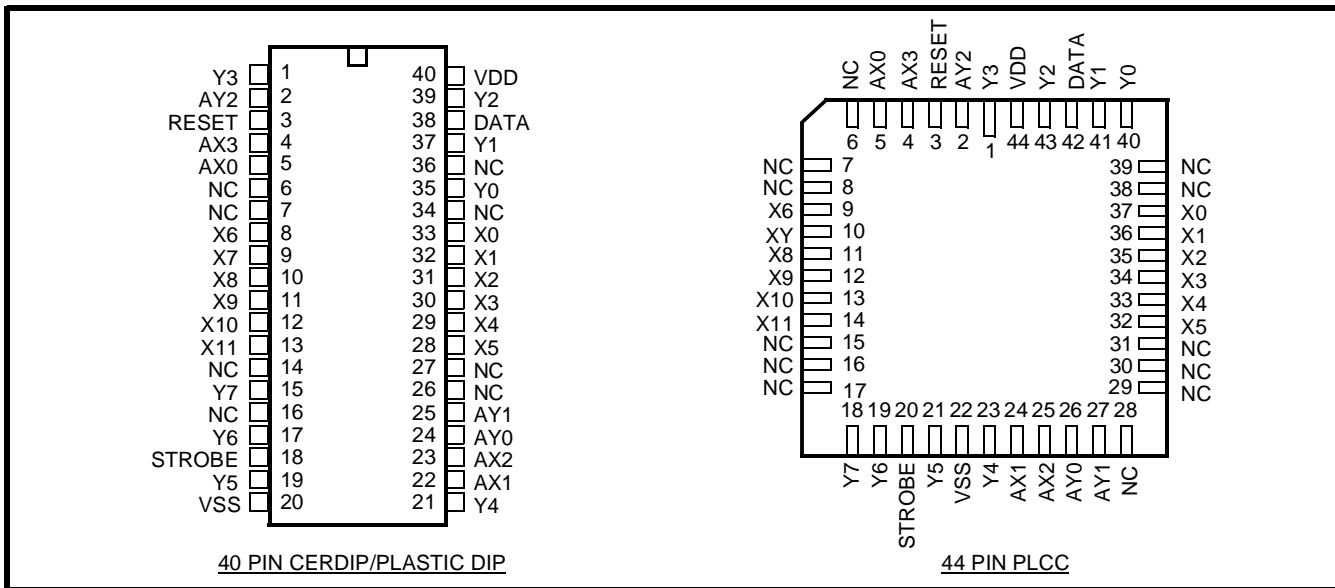 Y3 1 40 VDD
AY2 2 39 Y2
RESET 3 38 DATA
AX3 4 37 Y1
AX0 5 36 NC
NC 6 35 Y0
NC 7 34 NC
X6 8 33 X0
X7 9 32 X1
X8 10 31 X2
X9 11 30 X3
X10 12 29 X4
X11 13 28 X5
NC 14 27 NC
Y7 15 26 NC
NC 16 25 AY1
Y6 17 24 AY0
STROBE 18 23 AX2
Y5 19 22 AX1
VSS 20 21 Y4
40 PIN CERDIP/PLASTIC DIP
NC AX0 AX3 RESET AY2 Y3 VDD Y2 DATA Y1 Y0
6 5 4 3 2 1 44 43 42 41 40
NC 7 39 NC
NC 8 38 NC
X6 9 37 X0
XY 10 36 X1
X8 11 35 X2
X9 12 34 X3
X10 13 33 X4
X11 14 32 X5
NC 15 31 NC
NC 16 30 NC
NC 17 29 NC
18 19 20 21 22 23 24 25 26 27 28
Y7 Y6 STROBE Y5 VSS Y4 AX1 AX2 AY0 AY1 NC
44 PIN PLCC